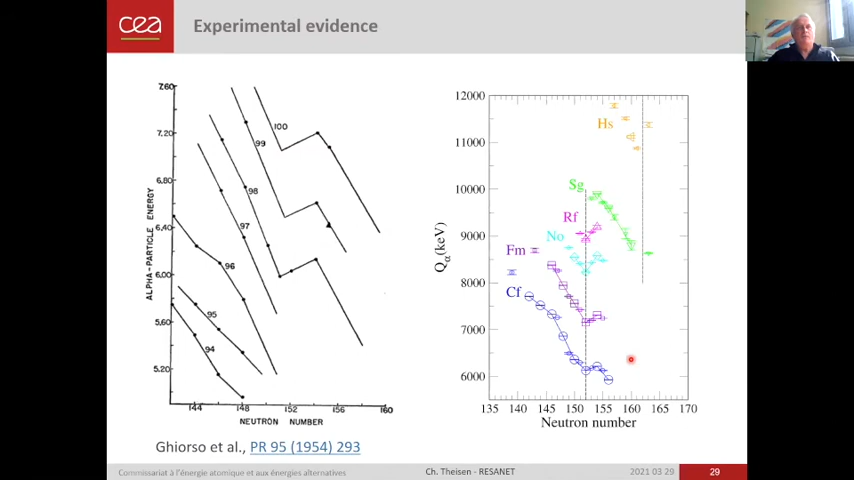 cea
Experimental evidence
7.60
7.20
6.80
6.40
6.00
5.60
5.20
ALPHA-PARTICLE ENERGY
100
99
98
97
96
95
94
144
148
152
156
160
NEUTRON NUMBER
12000
11000
10000
9000
8000
7000
6000
Qα(keV)
Hs
Sg
Rf
No
Fm
Cf
135 140 145 150 155 160 165 170
Neutron number
Ghiorso et al., PR 95 (1954) 293
Commissariat à l'énergie atomique et aux énergies alternatives
Ch. Theisen - RESANET
2021 03 29
29